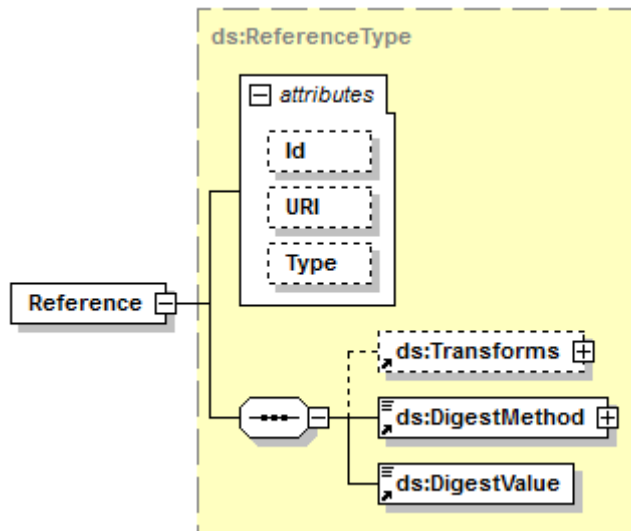 ds:ReferenceType
attributes
Id
URI
Type
Reference
ds:Transforms
ds:DigestMethod
ds:DigestValue